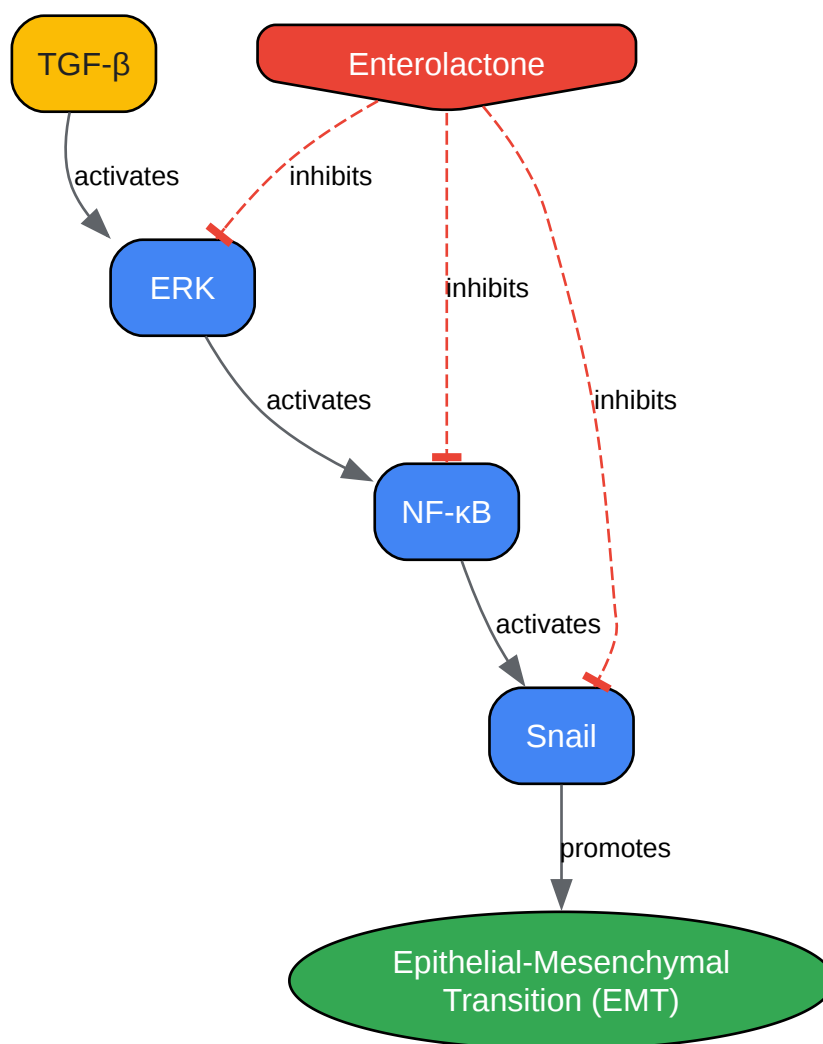 TGF-β
Enterolactone
activates
inhibits
ERK
inhibits
activates
inhibits
NF-κB
activates
Snail
promotes
Epithelial-Mesenchymal
Transition (EMT)